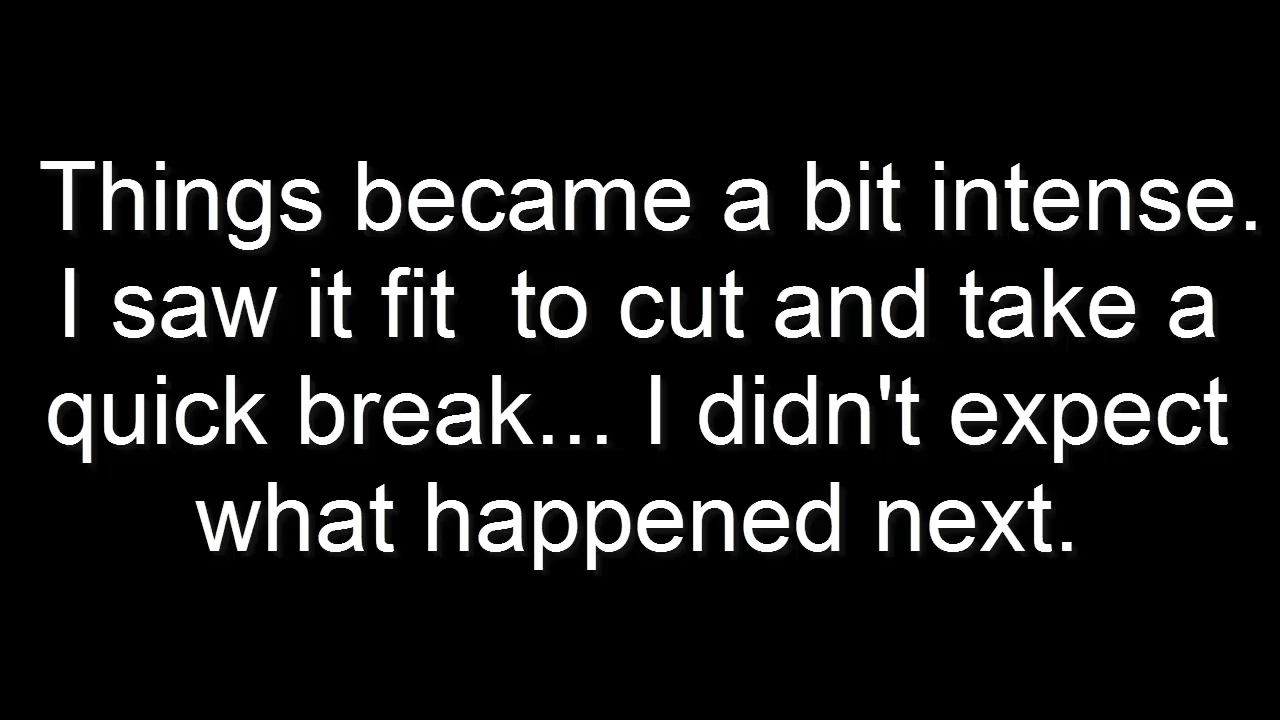 Things became a bit intense.
I saw it fit  to cut and take a
quick break... I didn't expect
what happened next.